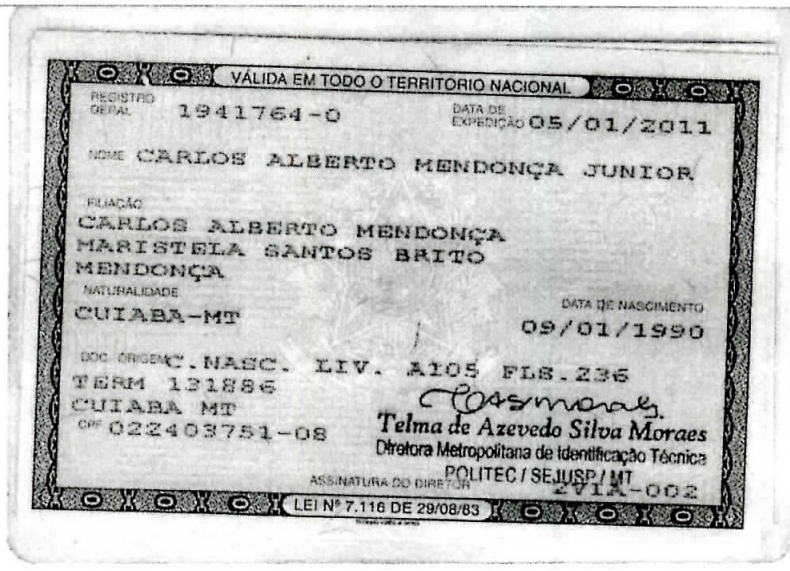 VÁLIDA EM TODO O TERRITORIO NACIONAL
REGISTRO GERAL 1941764-0 DATA DE EXPEDIÇÃO 05/01/2011
NOME CARLOS ALBERTO MENDONÇA JUNIOR
FILIAÇÃO
CARLOS ALBERTO MENDONÇA
MARISTELA SANTOS BRITO
MENDONÇA
NATURALIDADE DATA DE NASCIMENTO
CUIABA-MT 09/01/1990
DOC. ORIGEM C.NASC. LIV. A105 FLS.236
TERM 131886
CUIABA MT
CPF 022403751-08
Telma de Azevedo Silva Moraes
Diretora Metropolitana de Identificação Técnica
POLITEC / SEJUSP / MT
ASSINATURA DO DIRETOR 2VIA-002
LEI Nº 7.116 DE 29/08/83